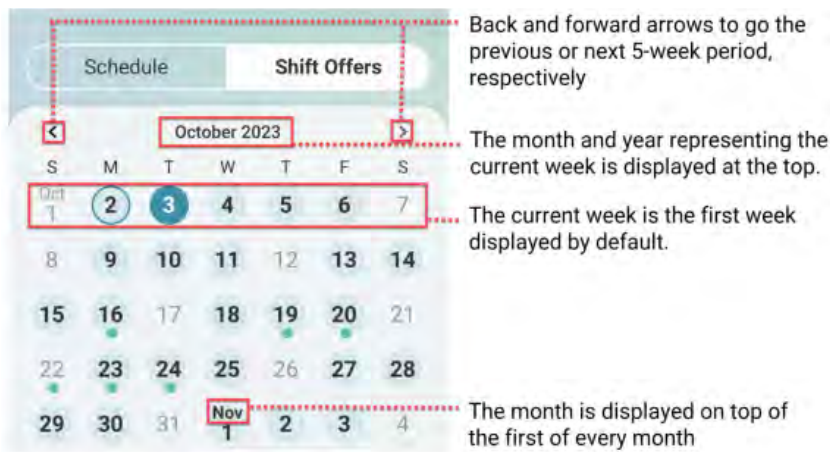 Back and forward arrows to go the
previous or next 5-week period,
respectively
Schedule Shift Offers
< October 2023 >
The month and year representing the
current week is displayed at the top.
S M T W T F S
Oct
1 2 3 4 5 6 7
The current week is the first week
displayed by default.
8 9 10 11 12 13 14
15 16 17 18 19 20 21
22 23 24 25 26 27 28
Nov
29 30 31 1 2 3 4
The month is displayed on top of
the first of every month